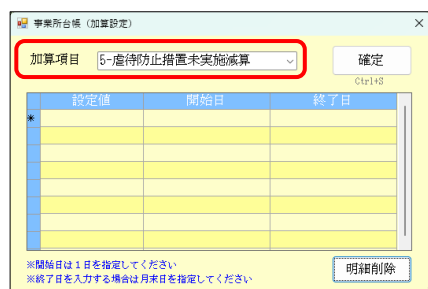 事業所台帳（加算設定）
加算項目 5-虐待防止措置未実施減算 確定
Ctrl+S
設定値 開始日 終了日
*
※開始日は１日を指定してください
※終了日を入力する場合は月末日を指定してください
明細削除